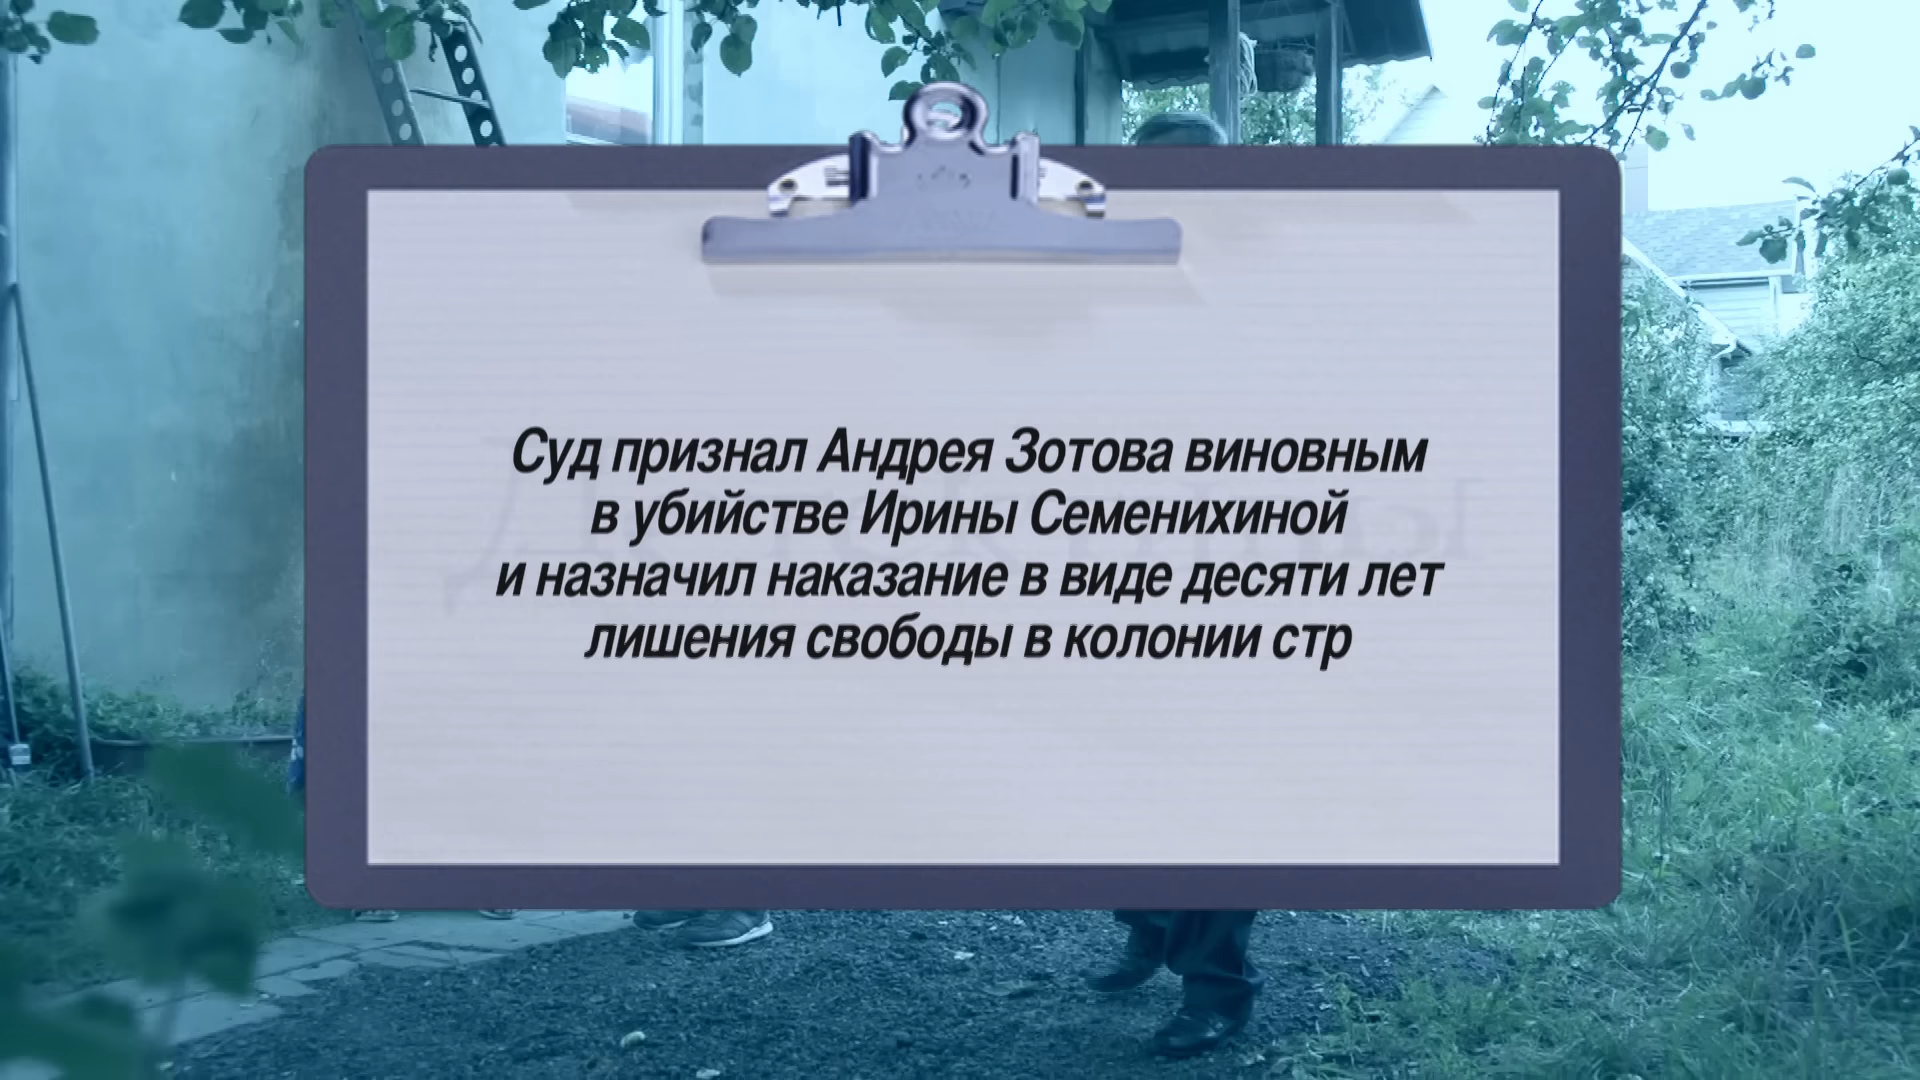 Суд признал Андрея Зотова виновным
в убийстве Ирины Семенихиной
и назначил наказание в виде десяти лет
лишения свободы в колонии стр